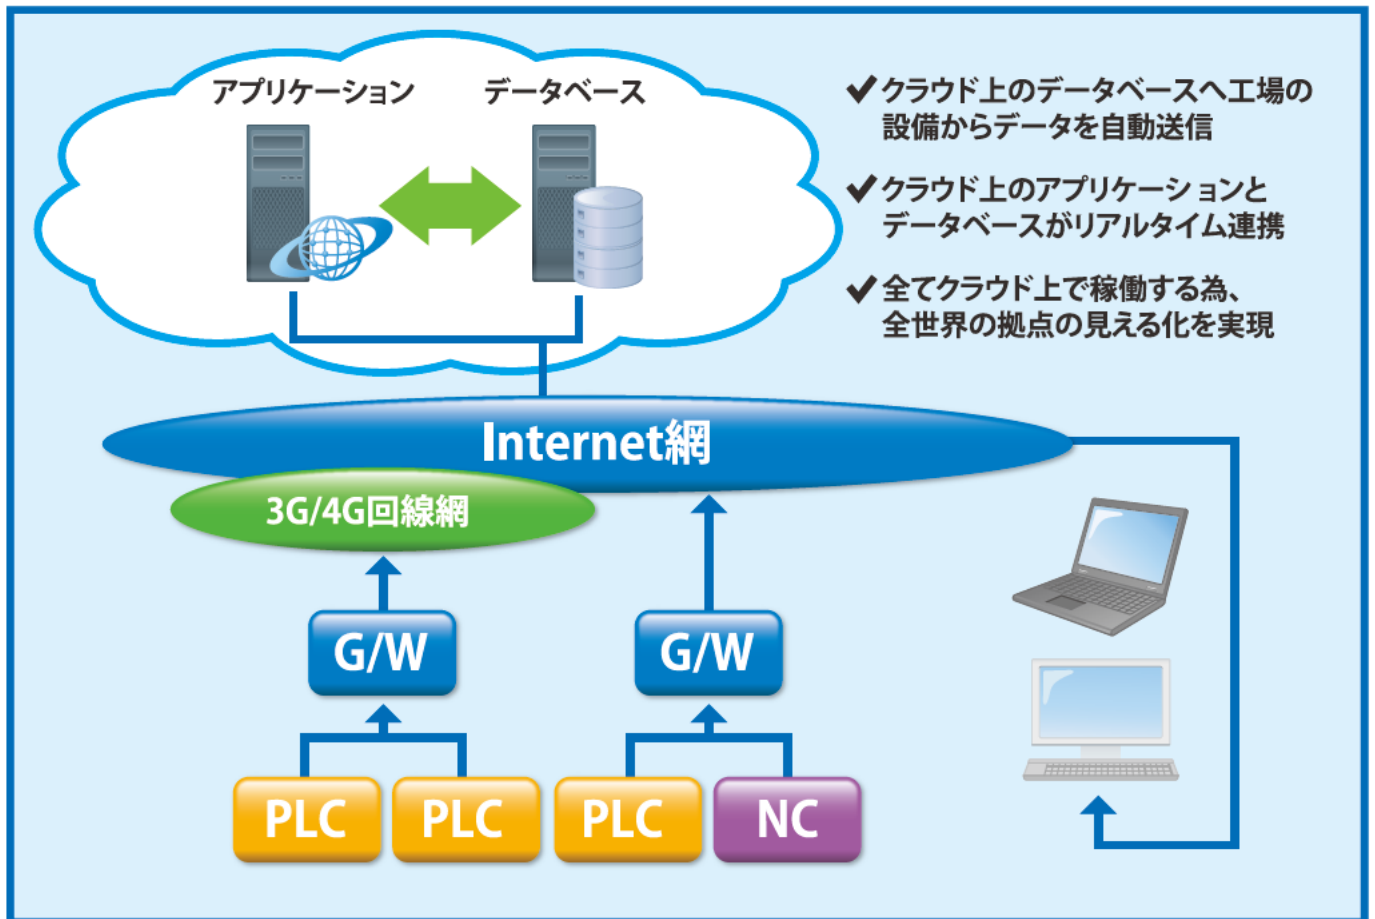 アプリケーション
データベース
✔クラウド上のデータベースへ工場の
設備からデータを自動送信
✔クラウド上のアプリケーションと
データベースがリアルタイム連携
✔全てクラウド上で稼働する為、
全世界の拠点の見える化を実現
Internet網
3G/4G回線網
G/W
G/W
PLC
PLC
PLC
NC